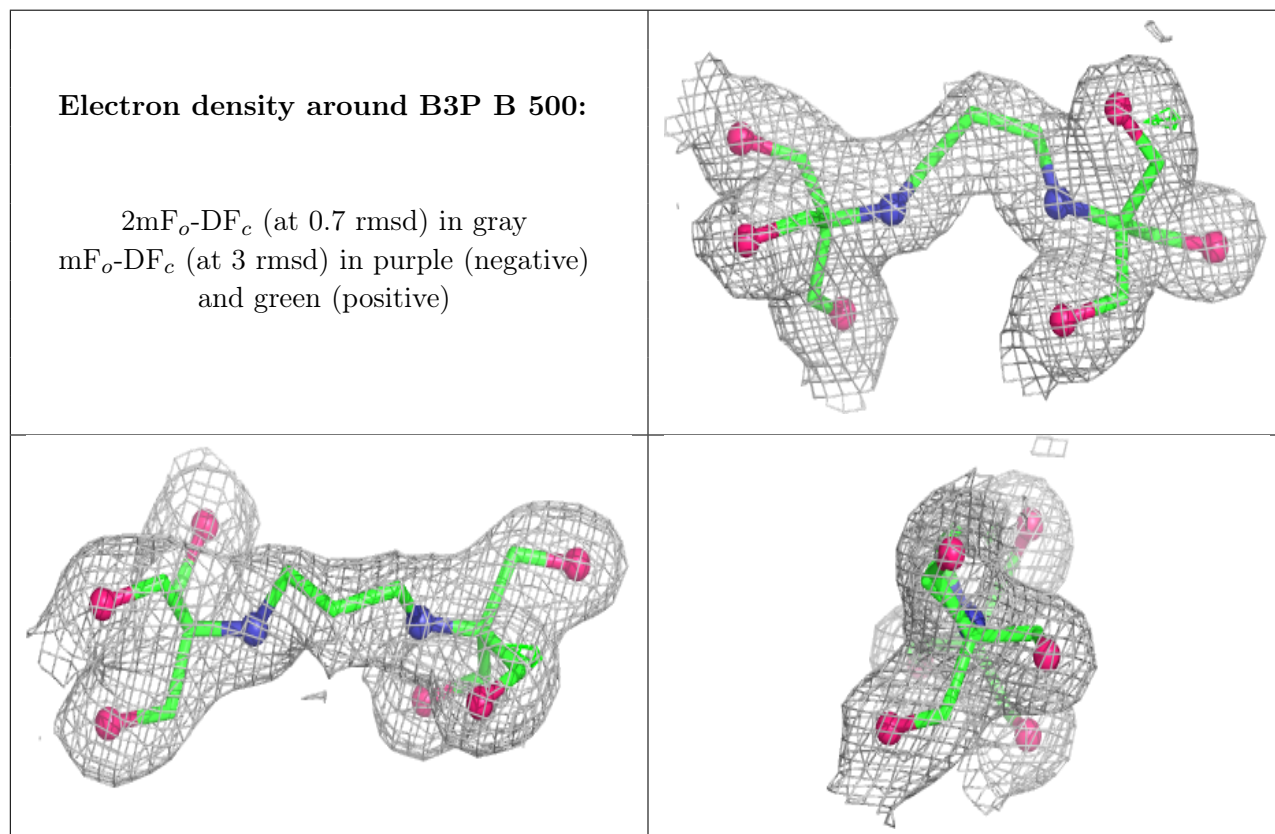 Electron density around B3P B 500:
2mFo-DFc (at 0.7 rmsd) in gray
mFo-DFc (at 3 rmsd) in purple (negative)
and green (positive)